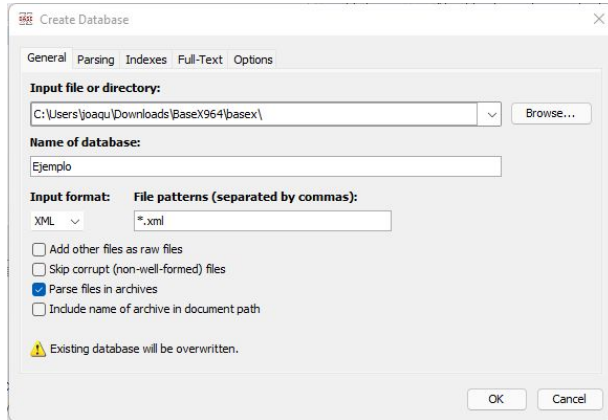 Create Database
General Parsing Indexes Full-Text Options
Input file or directory:
C:\Users\joaqu\Downloads\BaseX964\basex\
Browse...
Name of database:
Ejemplo
Input format: File patterns (separated by commas):
XML *.xml
Add other files as raw files
Skip corrupt (non-well-formed) files
Parse files in archives
Include name of archive in document path
Existing database will be overwritten.
OK Cancel